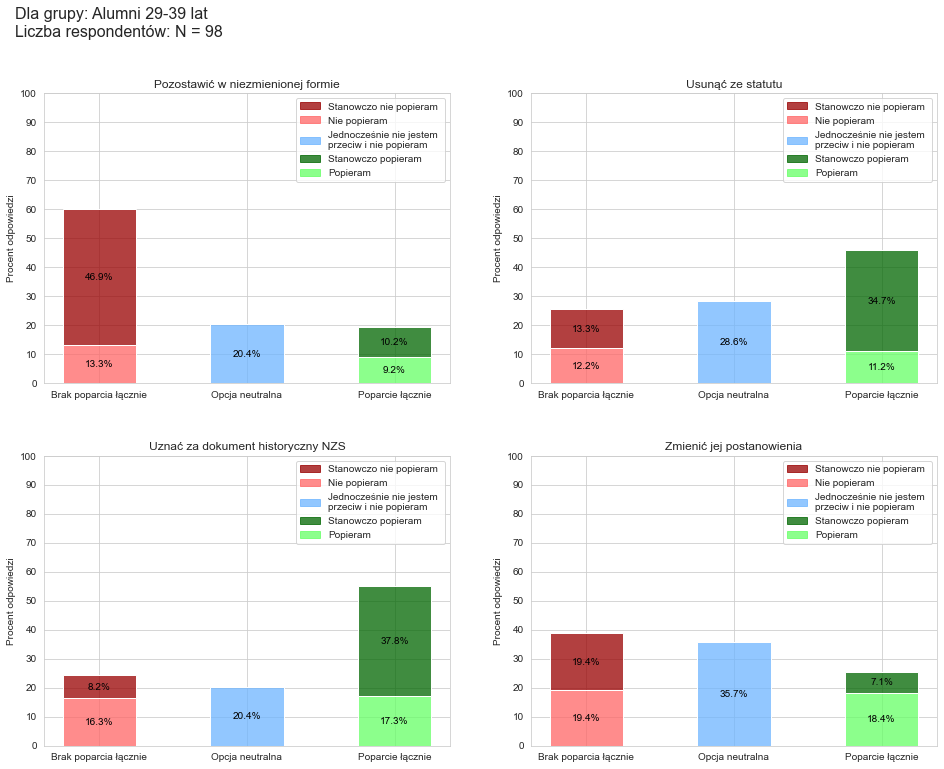 Dla grupy: Alumni 29-39 lat
Liczba respondentów: N = 98
Pozostawić w niezmienionej formie
Procent odpowiedzi
100
90
80
70
60
50
40
30
20
10
0
Stanowczo nie popieram
Nie popieram
Jednocześnie nie jestem
przeciw i nie popieram
Stanowczo popieram
Popieram
46.9%
13.3%
20.4%
10.2%
9.2%
Brak poparcia łącznie
Opcja neutralna
Poparcie łącznie
Usunąć ze statutu
Procent odpowiedzi
100
90
80
70
60
50
40
30
20
10
0
Stanowczo nie popieram
Nie popieram
Jednocześnie nie jestem
przeciw i nie popieram
Stanowczo popieram
Popieram
13.3%
12.2%
28.6%
34.7%
11.2%
Brak poparcia łącznie
Opcja neutralna
Poparcie łącznie
Uznać za dokument historyczny NZS
Procent odpowiedzi
100
90
80
70
60
50
40
30
20
10
0
Stanowczo nie popieram
Nie popieram
Jednocześnie nie jestem
przeciw i nie popieram
Stanowczo popieram
Popieram
8.2%
16.3%
20.4%
37.8%
17.3%
Brak poparcia łącznie
Opcja neutralna
Poparcie łącznie
Zmienić jej postanowienia
Procent odpowiedzi
100
90
80
70
60
50
40
30
20
10
0
Stanowczo nie popieram
Nie popieram
Jednocześnie nie jestem
przeciw i nie popieram
Stanowczo popieram
Popieram
19.4%
19.4%
35.7%
7.1%
18.4%
Brak poparcia łącznie
Opcja neutralna
Poparcie łącznie